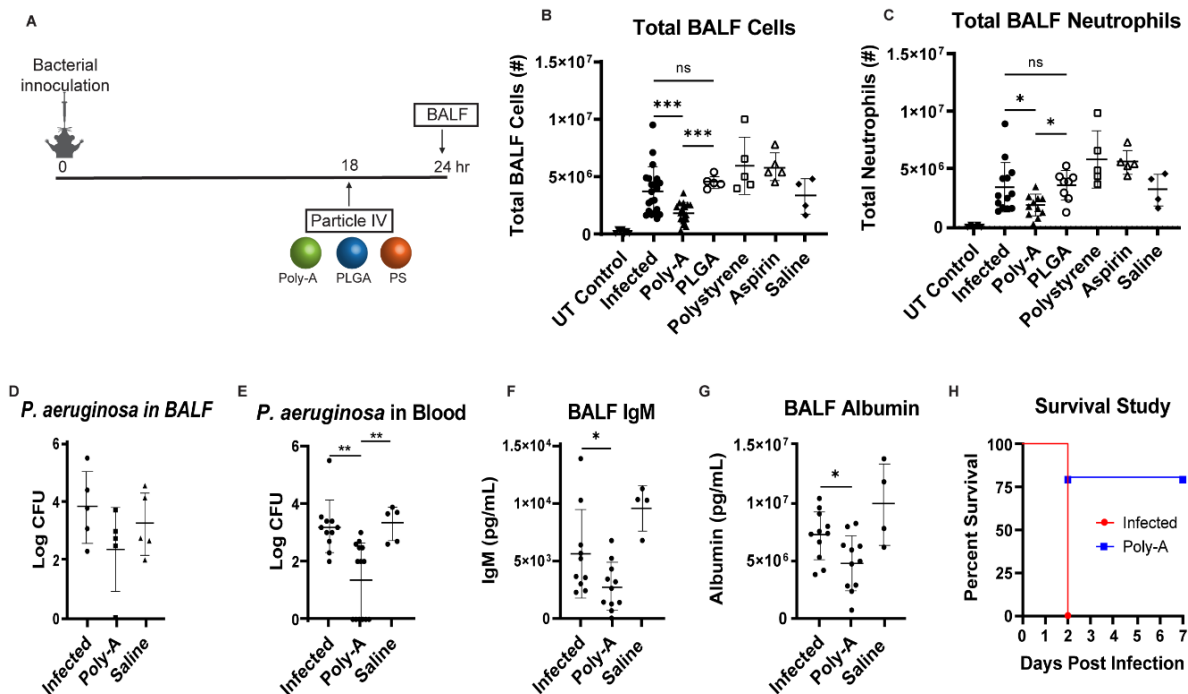 A
Bacterial
innoculation
0
18
24 hr
BALF
Particle IV
Poly-A
PLGA
PS
B
Total BALF Cells
Total BALF Cells (#)
1.5×10⁷
1×10⁷
5×10⁶
0
ns
***
***
UT Control
Infected
Poly-A
PLGA
Polystyrene
Aspirin
Saline
C
Total BALF Neutrophils
Total Neutrophils (#)
1.5×10⁷
1×10⁷
5×10⁶
0
ns
*
*
UT Control
Infected
Poly-A
PLGA
Polystyrene
Aspirin
Saline
D
P. aeruginosa in BALF
Log CFU
6
4
2
0
Infected
Poly-A
Saline
E
P. aeruginosa in Blood
Log CFU
6
4
2
0
**
**
Infected
Poly-A
Saline
F
BALF IgM
IgM (pg/mL)
1.5×10⁴
1×10⁴
5×10³
0
*
Infected
Poly-A
Saline
G
BALF Albumin
Albumin (pg/mL)
1.5×10⁷
1×10⁷
5×10⁶
0
*
Infected
Poly-A
Saline
H
Survival Study
Percent Survival
100
75
50
25
0
Infected
Poly-A
0 1 2 3 4 5 6 7
Days Post Infection